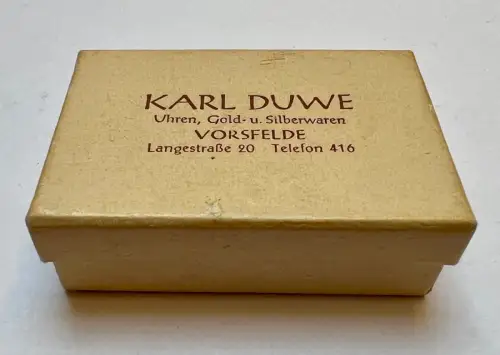 KARL DUWE
Uhren, Gold- u. Silberwaren
VORSFELDE
Langestraße 20 Telefon 416